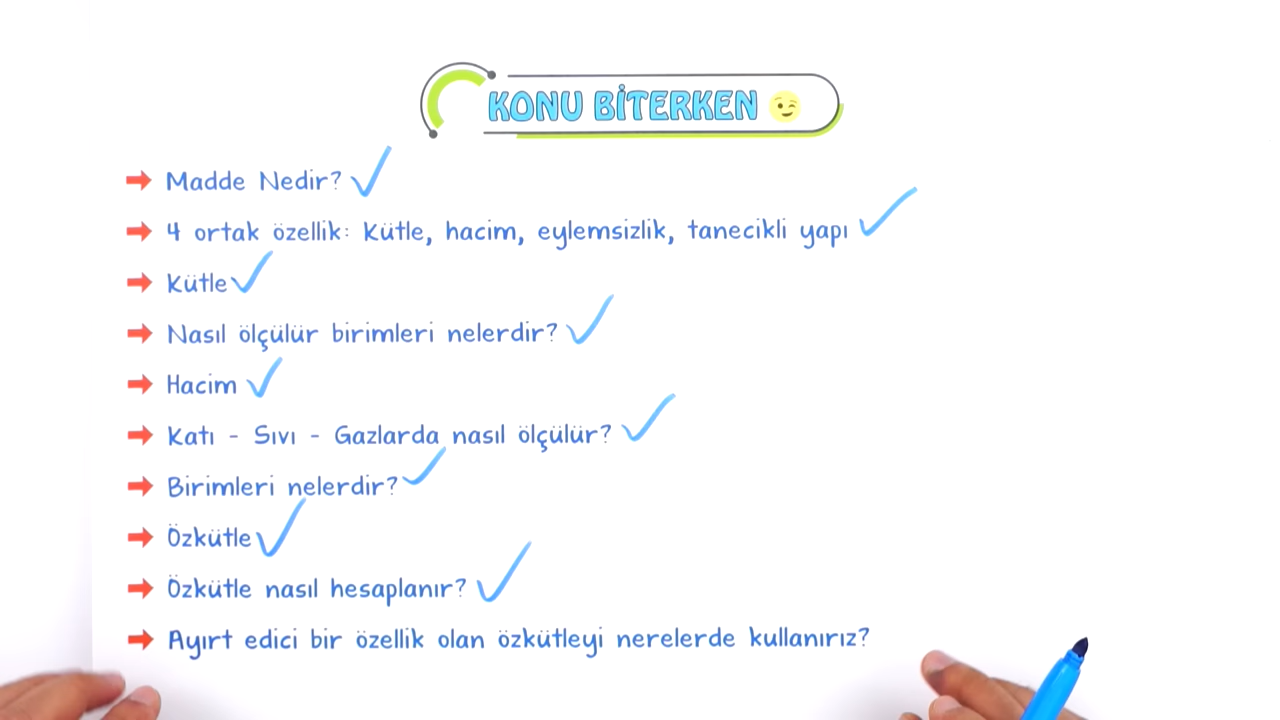 KONU BİTERKEN
Madde Nedir?
4 ortak özellik: Kütle, hacim, eylemsizlik, tanecikli yapı
Kütle
Nasıl ölçülür birimleri nelerdir?
Hacim
Katı - Sıvı - Gazlarda nasıl ölçülür?
Birimleri nelerdir?
Özkütle
Özkütle nasıl hesaplanır?
Ayırt edici bir özellik olan özkütleyi nerelerde kullanırız?